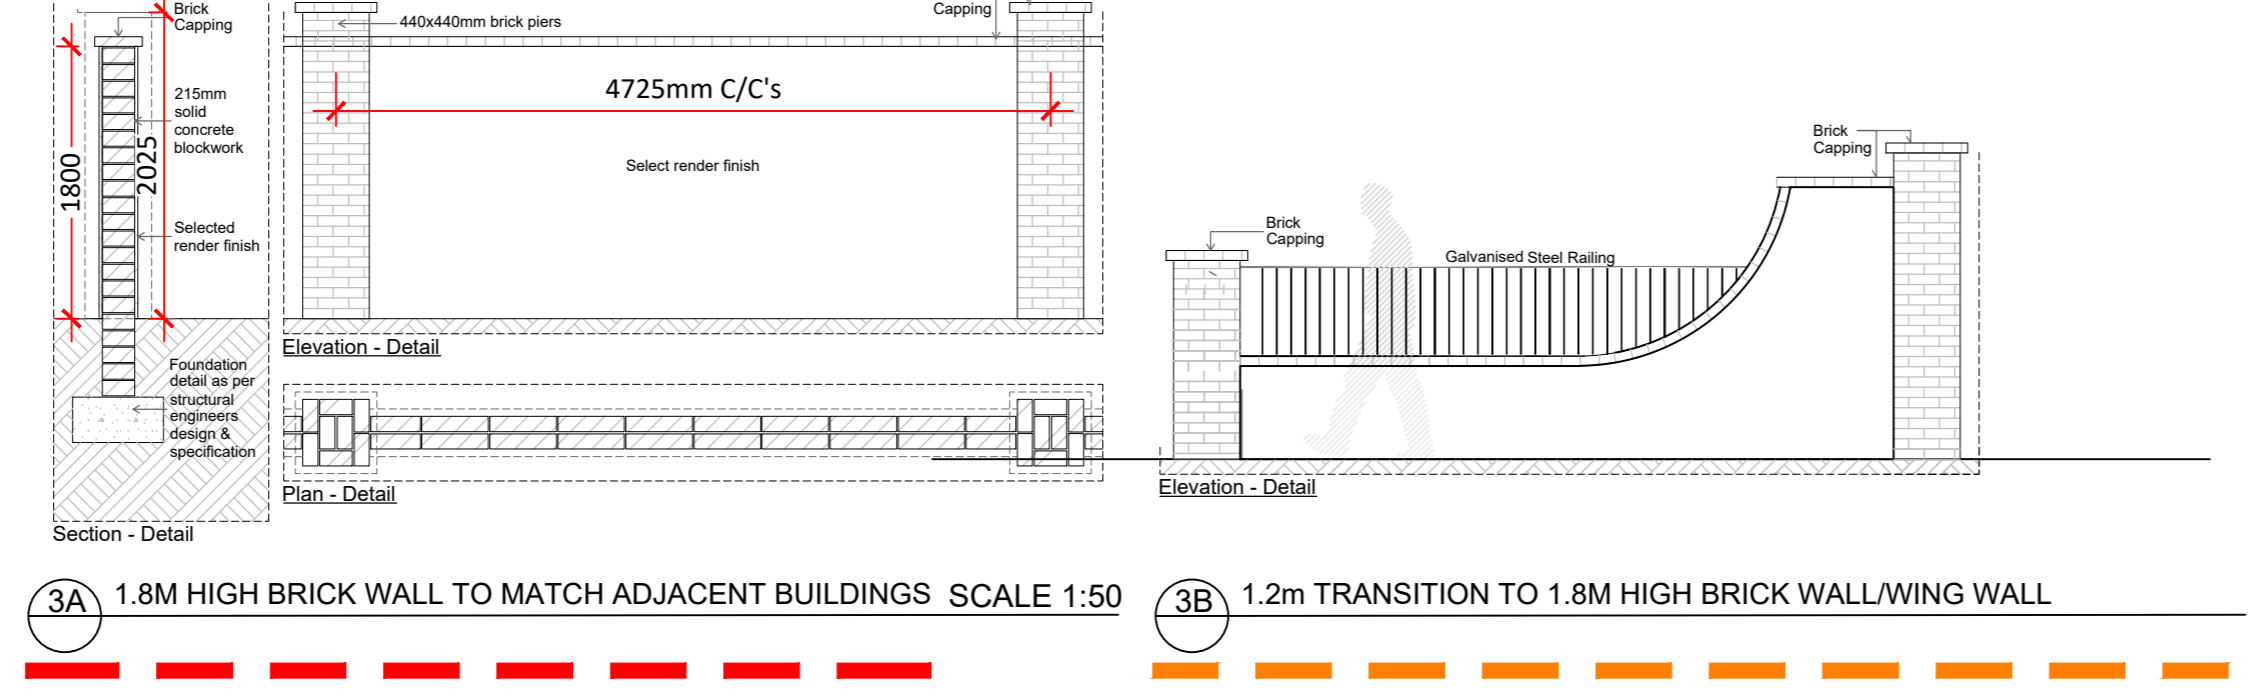 Brick
Capping
215mm
solid
concrete
blockwork
1800
2025
Selected
render finish
Foundation
detail as per
structural
engineers
design &
specification
Section - Detail
440x440mm brick piers
Capping
4725mm C/C's
Select render finish
Elevation - Detail
Plan - Detail
Brick
Capping
Galvanised Steel Railing
Brick
Capping
Elevation - Detail
3A 1.8M HIGH BRICK WALL TO MATCH ADJACENT BUILDINGS SCALE 1:50
3B 1.2m TRANSITION TO 1.8M HIGH BRICK WALL/WING WALL